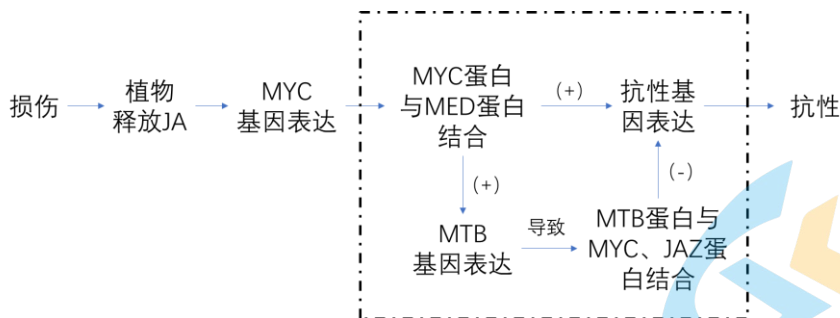 损伤
植物
释放JA
MYC
基因表达
MYC蛋白
与MED蛋白
结合
(+)
抗性基
因表达
抗性
(+)
(-)
MTB
基因表达
导致
MTB蛋白与
MYC、JAZ蛋
白结合